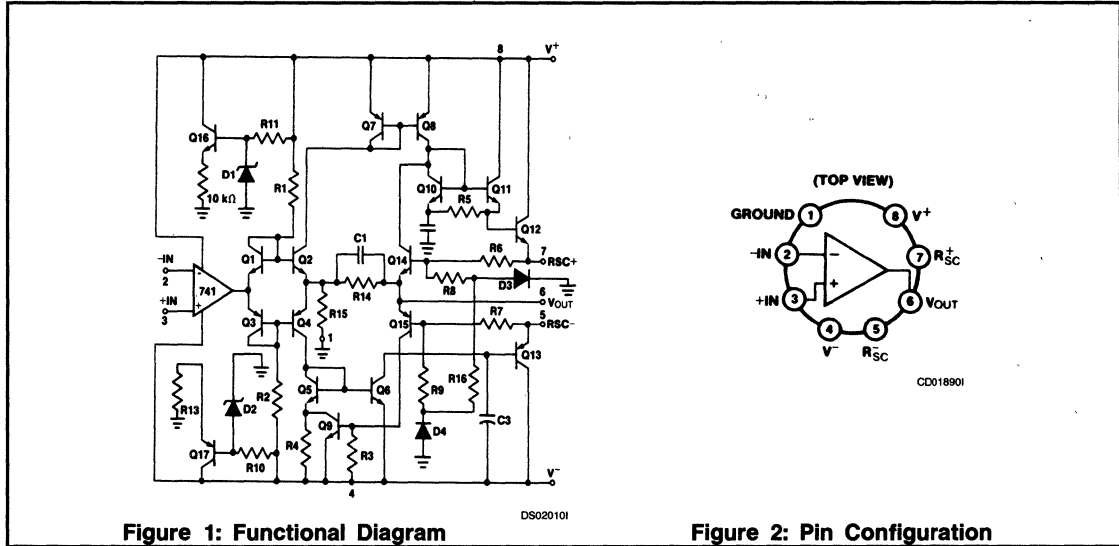 8
V+
Q7
Q8
Q16
R11
D1
R1
10 kΩ
Q10
Q11
R5
Q12
7
RSC+
C1
R6
Q14
-IN
2
+IN
3
-
741
+
Q1
Q2
R14
R8
D3
6
VOUT
R7
5
RSC-
Q3
Q4
R15
1
Q15
Q13
Q5
Q6
R16
R9
R13
D2
R2
C3
Q9
D4
Q17
R10
R4
R3
4
V-
DS02010I
Figure 1: Functional Diagram
(TOP VIEW)
GROUND
1
8
V+
-IN
2
-
7
R+SC
+IN
3
+
6
VOUT
4
V-
5
R-SC
CD01890I
Figure 2: Pin Configuration